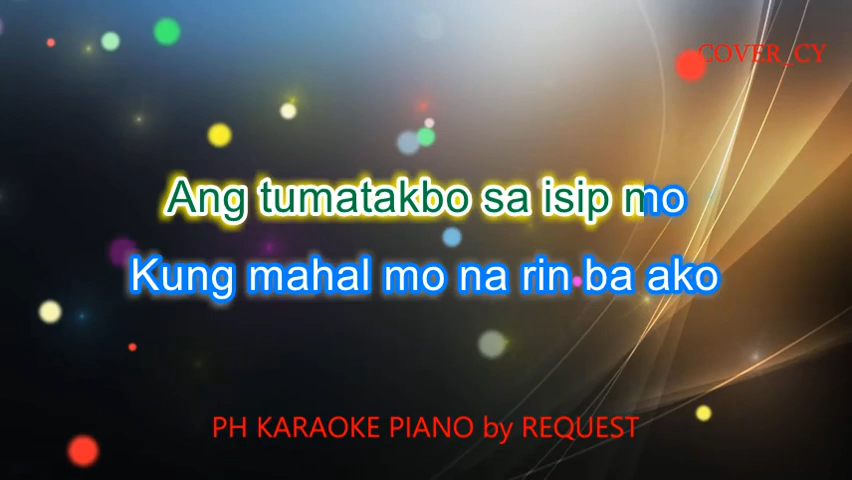 COVER_CY
Ang tumatakbo sa isip mo
Kung mahal mo na rin ba ako
PH KARAOKE PIANO by REQUEST